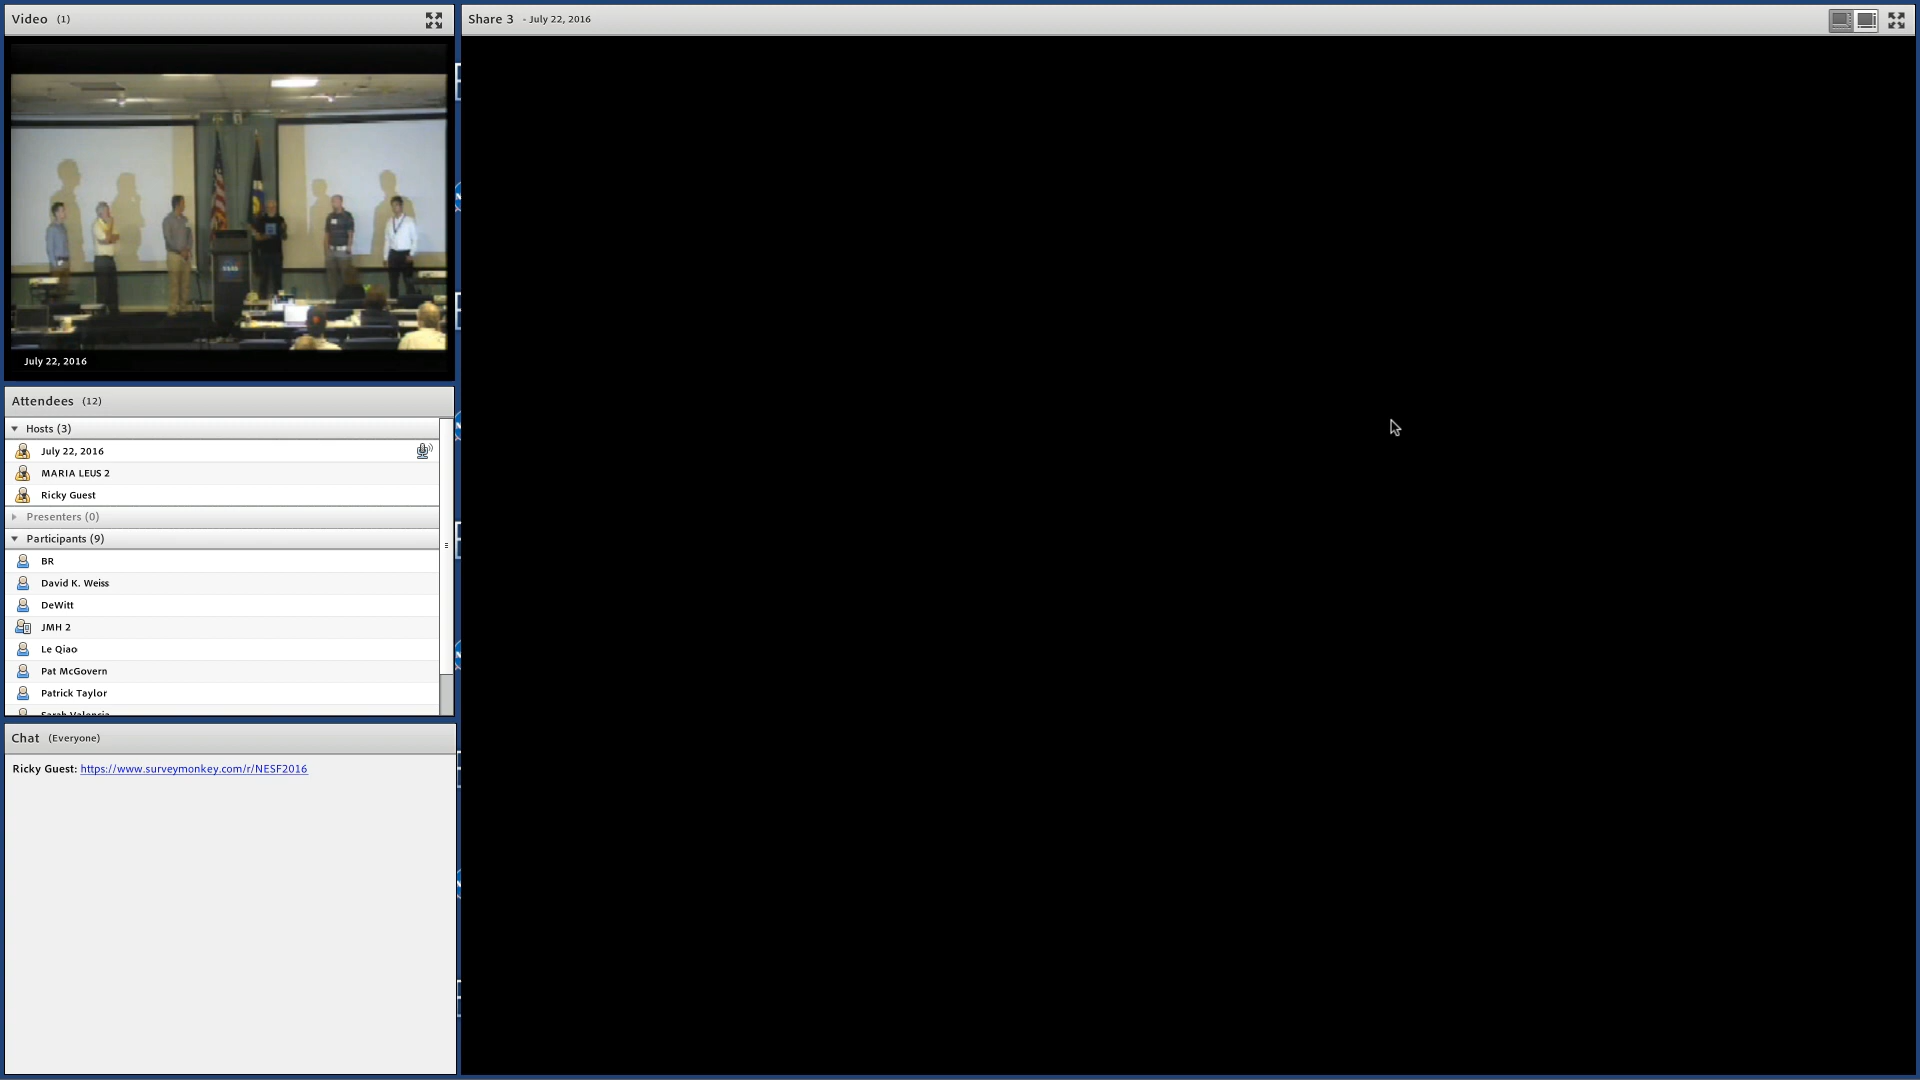 Video (1)
July 22, 2016
Attendees (12)
Hosts (3)
July 22, 2016
MARIA LEUS 2
Ricky Guest
Presenters (0)
Participants (9)
BR
David K. Weiss
DeWitt
JMH 2
Le Qiao
Pat McGovern
Patrick Taylor
Sarah Valencia
Chat (Everyone)
Ricky Guest: https://www.surveymonkey.com/r/NESF2016
Share 3 - July 22, 2016